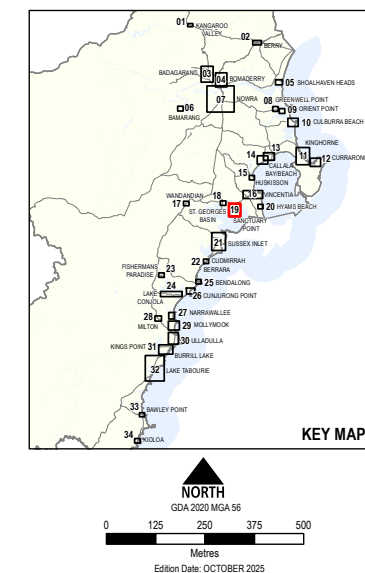 01 KANGAROO
VALLEY
02
BERRY
BADAGARANG 03
04 BOMADERRY
05 SHOALHAVEN HEADS
07
NOWRA
06
BAMARANG
08 GREENWELL POINT
09 ORIENT POINT
10 CULBURRA BEACH
KINGHORNE
11
12 CURRARONG
13
14 CALLALA
BAY/BEACH
15
HUSKISSON
16 VINCENTIA
WANDANDIAN
17
18
ST. GEORGES
BASIN
19
20 HYAMS BEACH
SANCTUARY
POINT
21
SUSSEX INLET
22 CUDMIRRAH
BERRARA
FISHERMANS
PARADISE
23
24
LAKE
CONJOLA
25 BENDALONG
26 CUNJURONG POINT
27 NARRAWALLEE
28
MILTON
29 MOLLYMOOK
30 ULLADULLA
KINGS POINT 31
BURRILL LAKE
32 LAKE TABOURIE
33 BAWLEY POINT
34 KIOLOA
KEY MAP
NORTH
GDA 2020 MGA 56
0 125 250 375 500
Metres
Edition Date: OCTOBER 2025